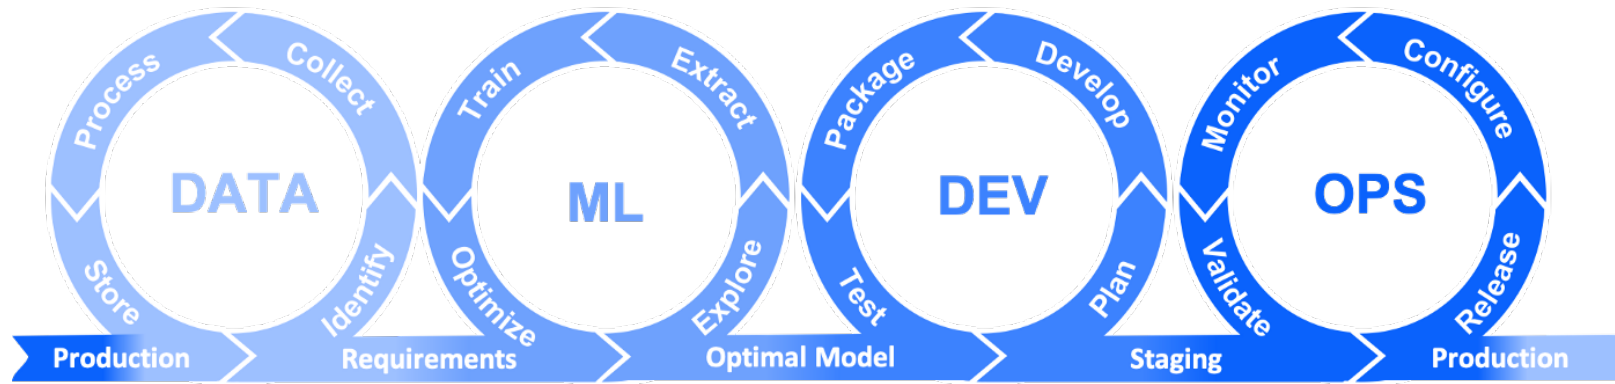 Process
Collect
Store
Identify
DATA
Train
Extract
Optimize
Explore
ML
Package
Develop
Test
Plan
DEV
Monitor
Configure
Validate
Release
OPS
Production
Requirements
Optimal Model
Staging
Production